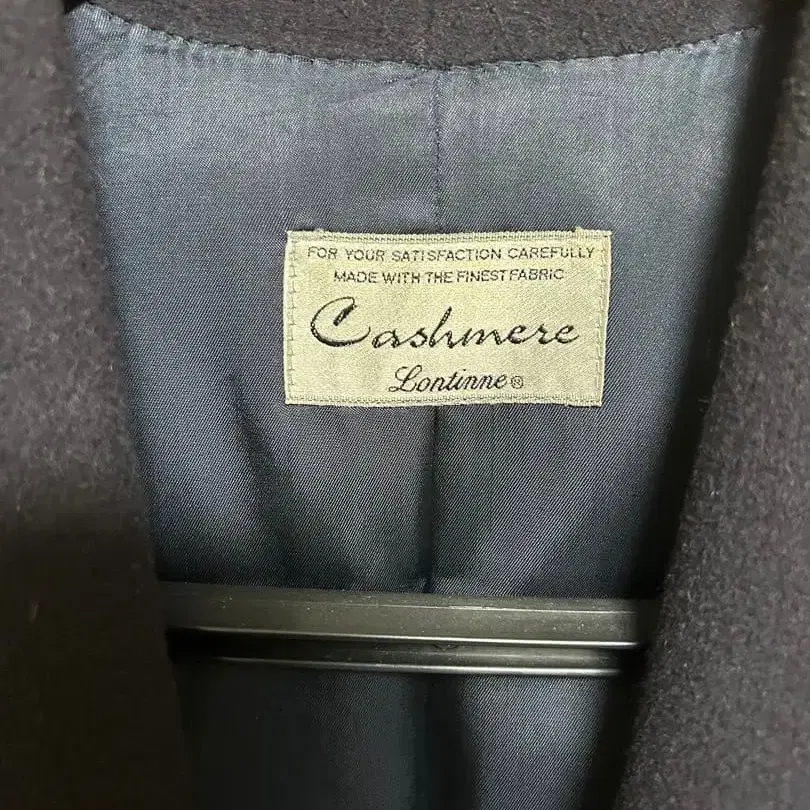 FOR YOUR SATISFACTION CAREFULLY
MADE WITH THE FINEST FABRIC
Cashmere
Lontinne®